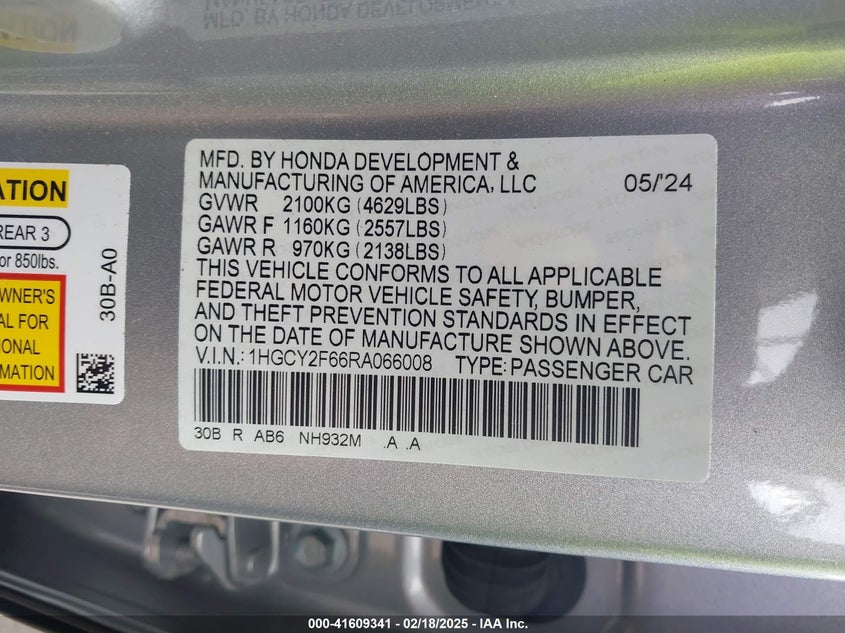 ATION
REAR 3
or 850lbs.
WNER'S
AL FOR
IONAL
RMATION
30B-A0
MFD. BY HONDA DEVELOPMENT &
MANUFACTURING OF AMERICA, LLC 05/'24
GVWR 2100KG (4629LBS)
GAWR F 1160KG (2557LBS)
GAWR R 970KG (2138LBS)
THIS VEHICLE CONFORMS TO ALL APPLICABLE
FEDERAL MOTOR VEHICLE SAFETY, BUMPER,
AND THEFT PREVENTION STANDARDS IN EFFECT
ON THE DATE OF MANUFACTURE SHOWN ABOVE.
V.I.N.: 1HGCY2F66RA066008 TYPE: PASSENGER CAR
30B R AB6 NH932M .A .A
000-41609341 - 02/18/2025 - IAA Inc.